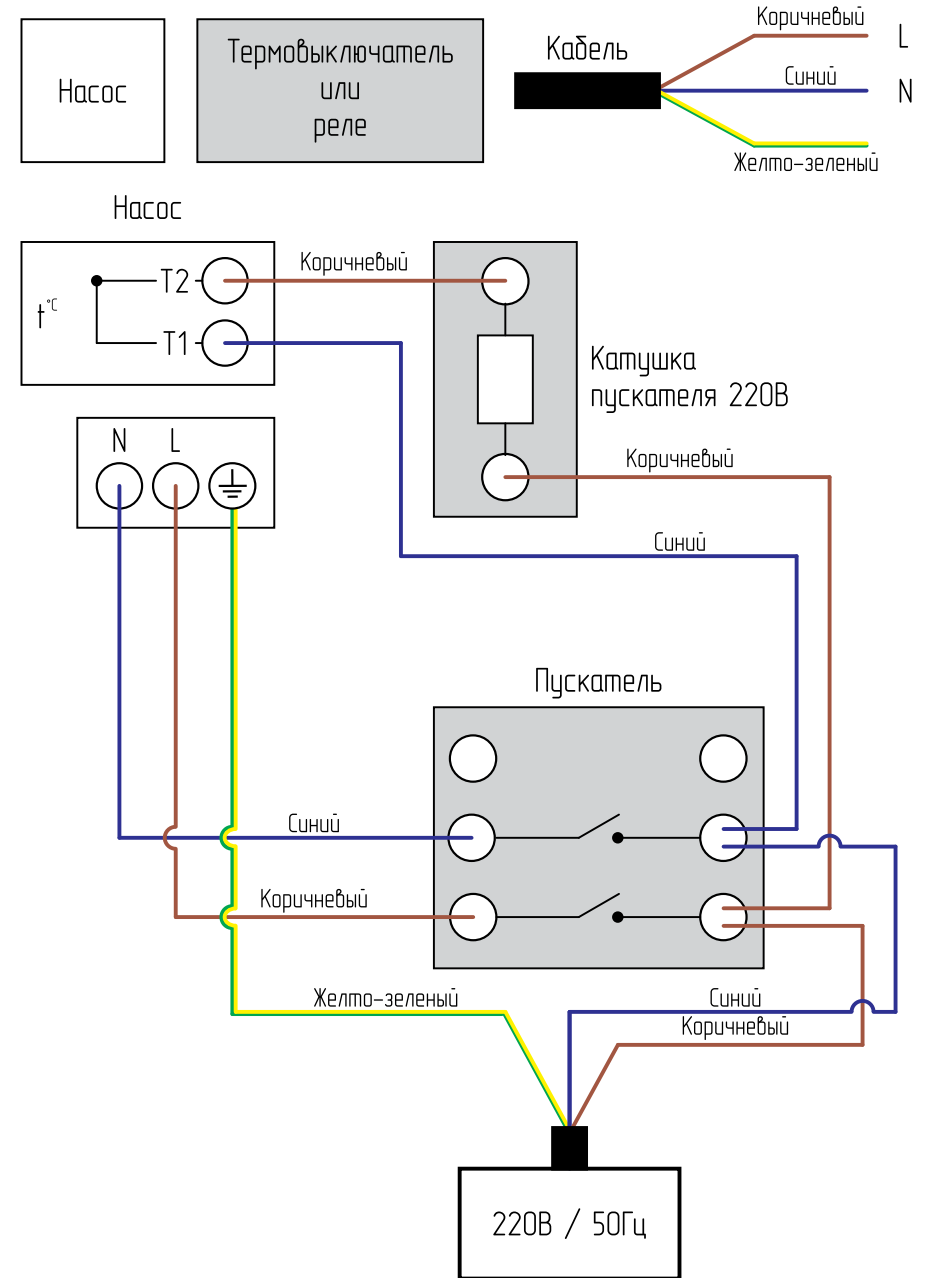 Насос
Термовыключатель
или
реле
Кабель
Коричневый
L
Синий
N
Желто-зеленый
Насос
t°C
T2
T1
Коричневый
Катушка
пускателя 220В
Коричневый
N
L
Синий
Пускатель
Синий
Коричневый
Желто-зеленый
Синий
Коричневый
220В / 50Гц